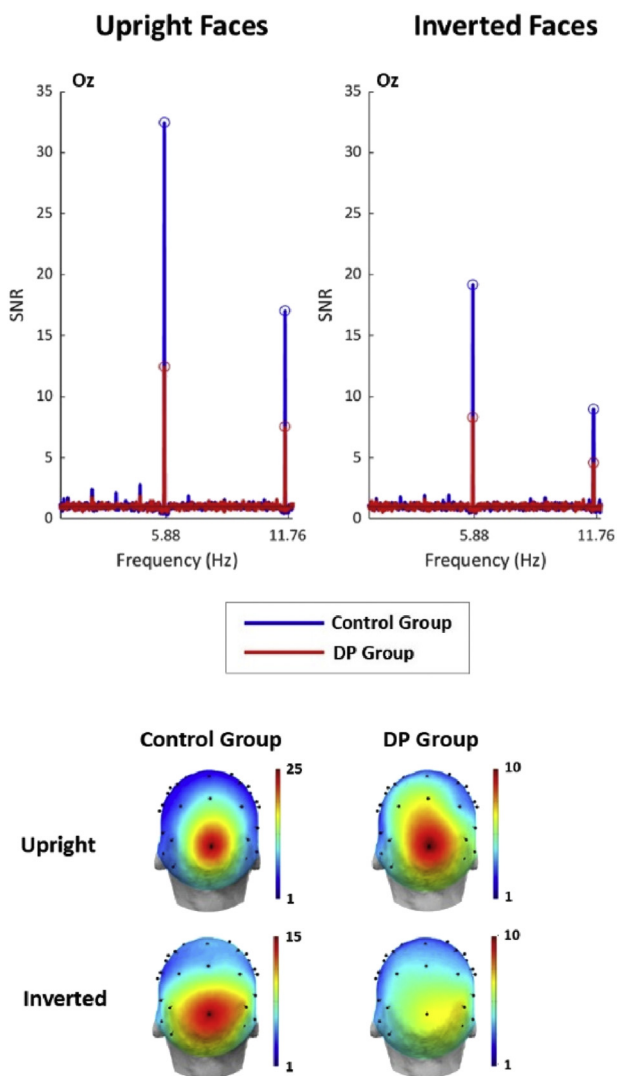 Upright Faces
Inverted Faces
Oz
35
30
25
20
15
10
5
0
SNR
5.88
11.76
Frequency (Hz)
Oz
35
30
25
20
15
10
5
0
SNR
5.88
11.76
Frequency (Hz)
Control Group
DP Group
Control Group
DP Group
Upright
25
1
10
1
Inverted
15
1
10
1